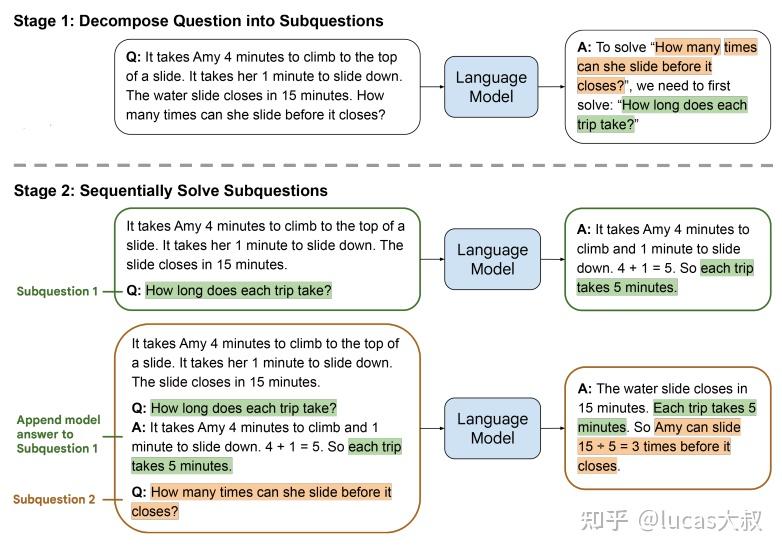 Stage 1: Decompose Question into Subquestions
Q: It takes Amy 4 minutes to climb to the top
of a slide. It takes her 1 minute to slide down.
The water slide closes in 15 minutes. How
many times can she slide before it closes?
Language
Model
A: To solve “How many times
can she slide before it
closes?”, we need to first
solve: “How long does each
trip take?”
Stage 2: Sequentially Solve Subquestions
It takes Amy 4 minutes to climb to the top of a
slide. It takes her 1 minute to slide down. The
slide closes in 15 minutes.
Subquestion 1
Q: How long does each trip take?
Language
Model
A: It takes Amy 4 minutes to
climb and 1 minute to slide
down. 4 + 1 = 5. So each trip
takes 5 minutes.
It takes Amy 4 minutes to climb to the top of
a slide. It takes her 1 minute to slide down.
The slide closes in 15 minutes.
Q: How long does each trip take?
Append model
answer to
Subquestion 1
A: It takes Amy 4 minutes to climb and 1
minute to slide down. 4 + 1 = 5. So each trip
takes 5 minutes.
Subquestion 2
Q: How many times can she slide before it
closes?
Language
Model
A: The water slide closes in
15 minutes. Each trip takes 5
minutes. So Amy can slide
15 ÷ 5 = 3 times before it
closes.
知乎 @lucas大叔